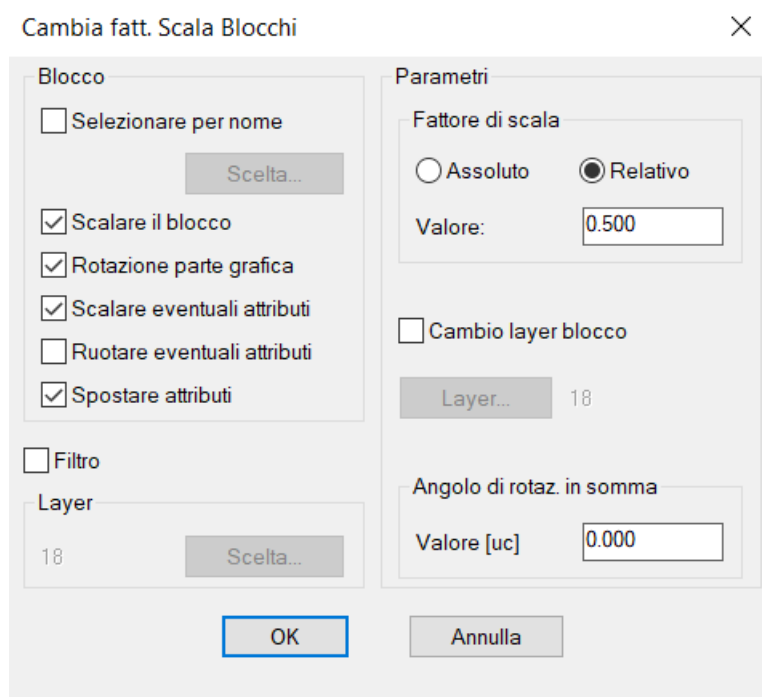 Cambia fatt. Scala Blocchi
Blocco
Selezionare per nome
Scelta...
Scalare il blocco
Rotazione parte grafica
Scalare eventuali attributi
Ruotare eventuali attributi
Spostare attributi
Filtro
Layer
18
Scelta...
Parametri
Fattore di scala
Assoluto
Relativo
Valore:
0.500
Cambio layer blocco
Layer...
18
Angolo di rotaz. in somma
Valore [uc]
0.000
OK
Annulla